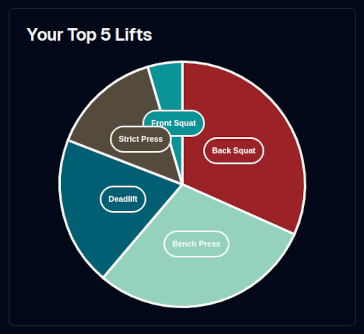 Your Top 5 Lifts
Front Squat
Strict Press
Back Squat
Deadlift
Bench Press